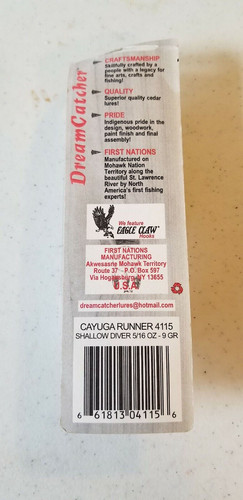 DreamCatcher
CRAFTSMANSHIP
Skillfully crafted by a
people with a legacy for
fine arts, crafts and
fishing!
QUALITY
Superior quality cedar
lures!
PRIDE
Indigenous pride in the
design, woodwork,
paint finish and final
assembly!
FIRST NATIONS
Manufactured on
Mohawk Nation
Territory along the
beautiful St. Lawrence
River by North
America's first fishing
experts!
We feature
EAGLE CLAW
Hooks
FIRST NATIONS
MANUFACTURING
Akwesasne Mohawk Territory
Route 37 P.O. Box 597
Via Hogansburg NY 13655
U.S.A.
dreamcatcherlures@hotmail.com
CAYUGA RUNNER 4115
SHALLOW DIVER 5/16 OZ - 9 GR
6 61813 04115 6